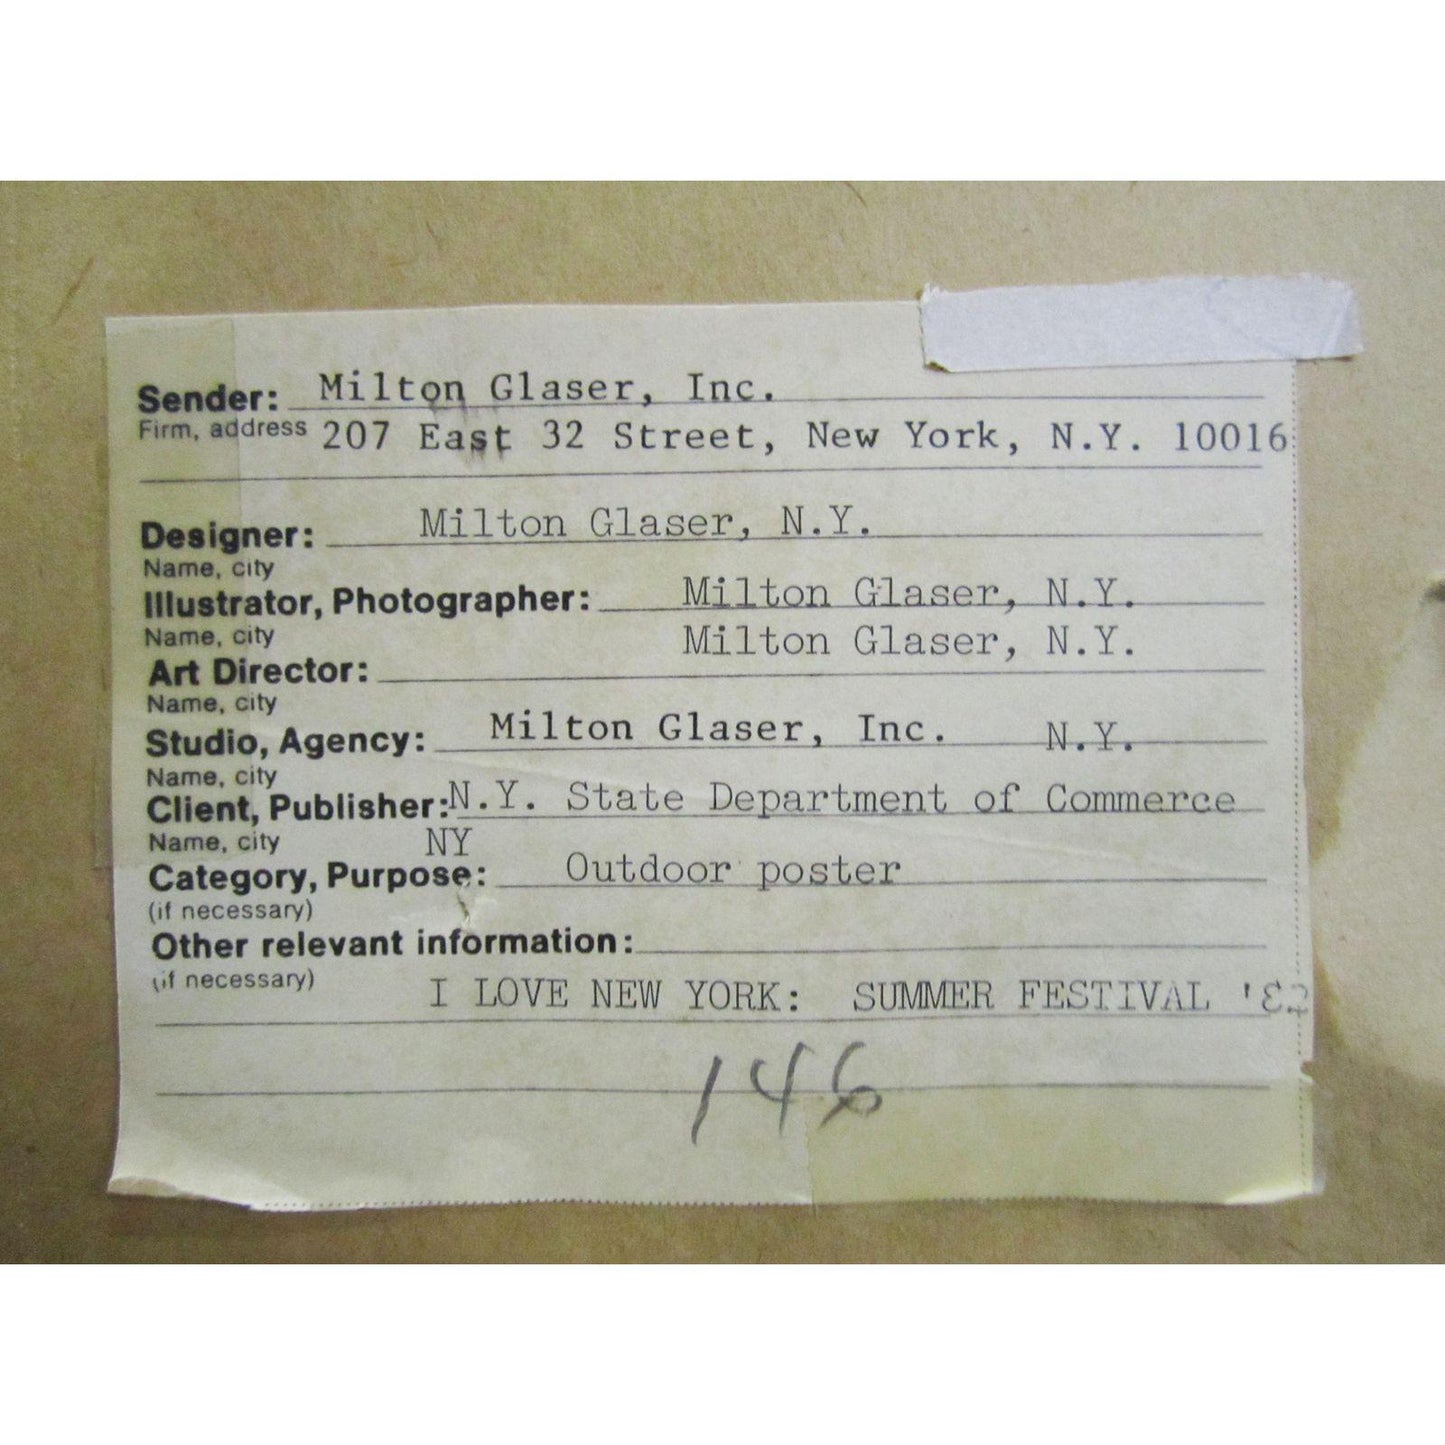 Sender: Milton Glaser, Inc.
Firm, address 207 East 32 Street, New York, N.Y. 10016
Designer: Milton Glaser, N.Y.
Name, city
Illustrator, Photographer: Milton Glaser, N.Y.
Name, city Milton Glaser, N.Y.
Art Director:
Name, city
Studio, Agency: Milton Glaser, Inc. N.Y.
Name, city
Client, Publisher: N.Y. State Department of Commerce
Name, city NY
Category, Purpose: Outdoor poster
(if necessary)
Other relevant information:
(if necessary) I LOVE NEW YORK: SUMMER FESTIVAL
146